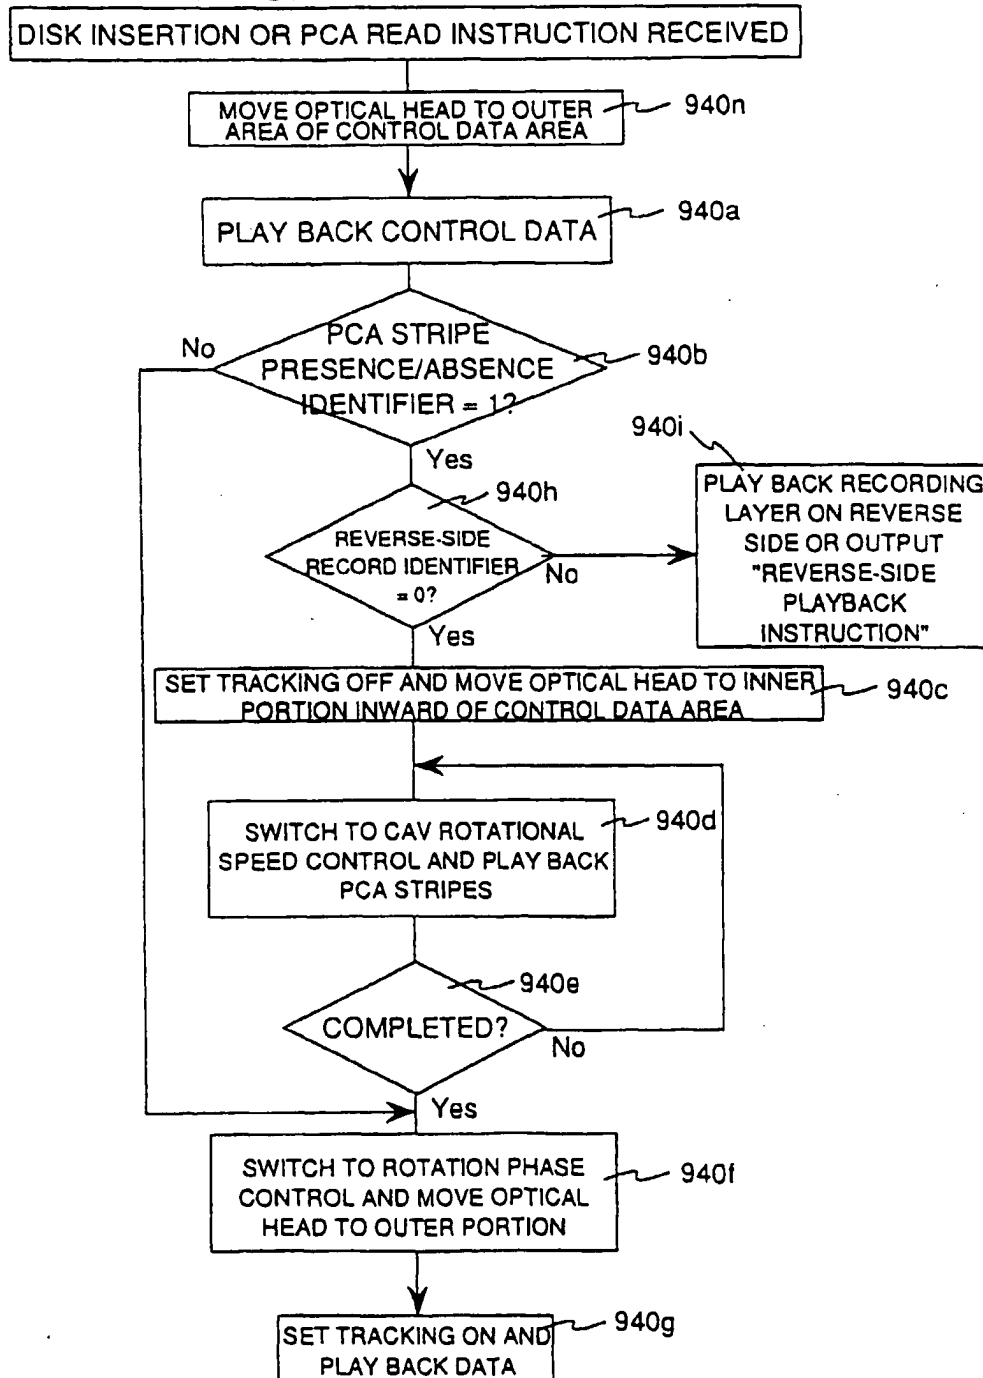 DISK INSERTION OR PCA READ INSTRUCTION RECEIVED
MOVE OPTICAL HEAD TO OUTER
AREA OF CONTROL DATA AREA
940n
PLAY BACK CONTROL DATA
940a
PCA STRIPE
PRESENCE/ABSENCE
IDENTIFIER = 1?
940b
No
Yes
940h
REVERSE-SIDE
RECORD IDENTIFIER
= 0?
No
Yes
940i
PLAY BACK RECORDING
LAYER ON REVERSE
SIDE OR OUTPUT
"REVERSE-SIDE
PLAYBACK
INSTRUCTION"
SET TRACKING OFF AND MOVE OPTICAL HEAD TO INNER
PORTION INWARD OF CONTROL DATA AREA
940c
SWITCH TO CAV ROTATIONAL
SPEED CONTROL AND PLAY BACK
PCA STRIPES
940d
940e
COMPLETED?
No
Yes
SWITCH TO ROTATION PHASE
CONTROL AND MOVE OPTICAL
HEAD TO OUTER PORTION
940f
SET TRACKING ON AND
PLAY BACK DATA
940g